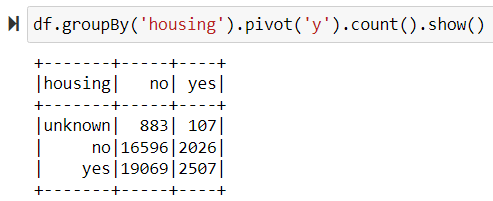 df.groupBy('housing').pivot('y').count().show()
+-------+-----+----+
|housing|   no| yes|
+-------+-----+----+
|unknown|  883| 107|
|     no|16596|2026|
|    yes|19069|2507|
+-------+-----+----+